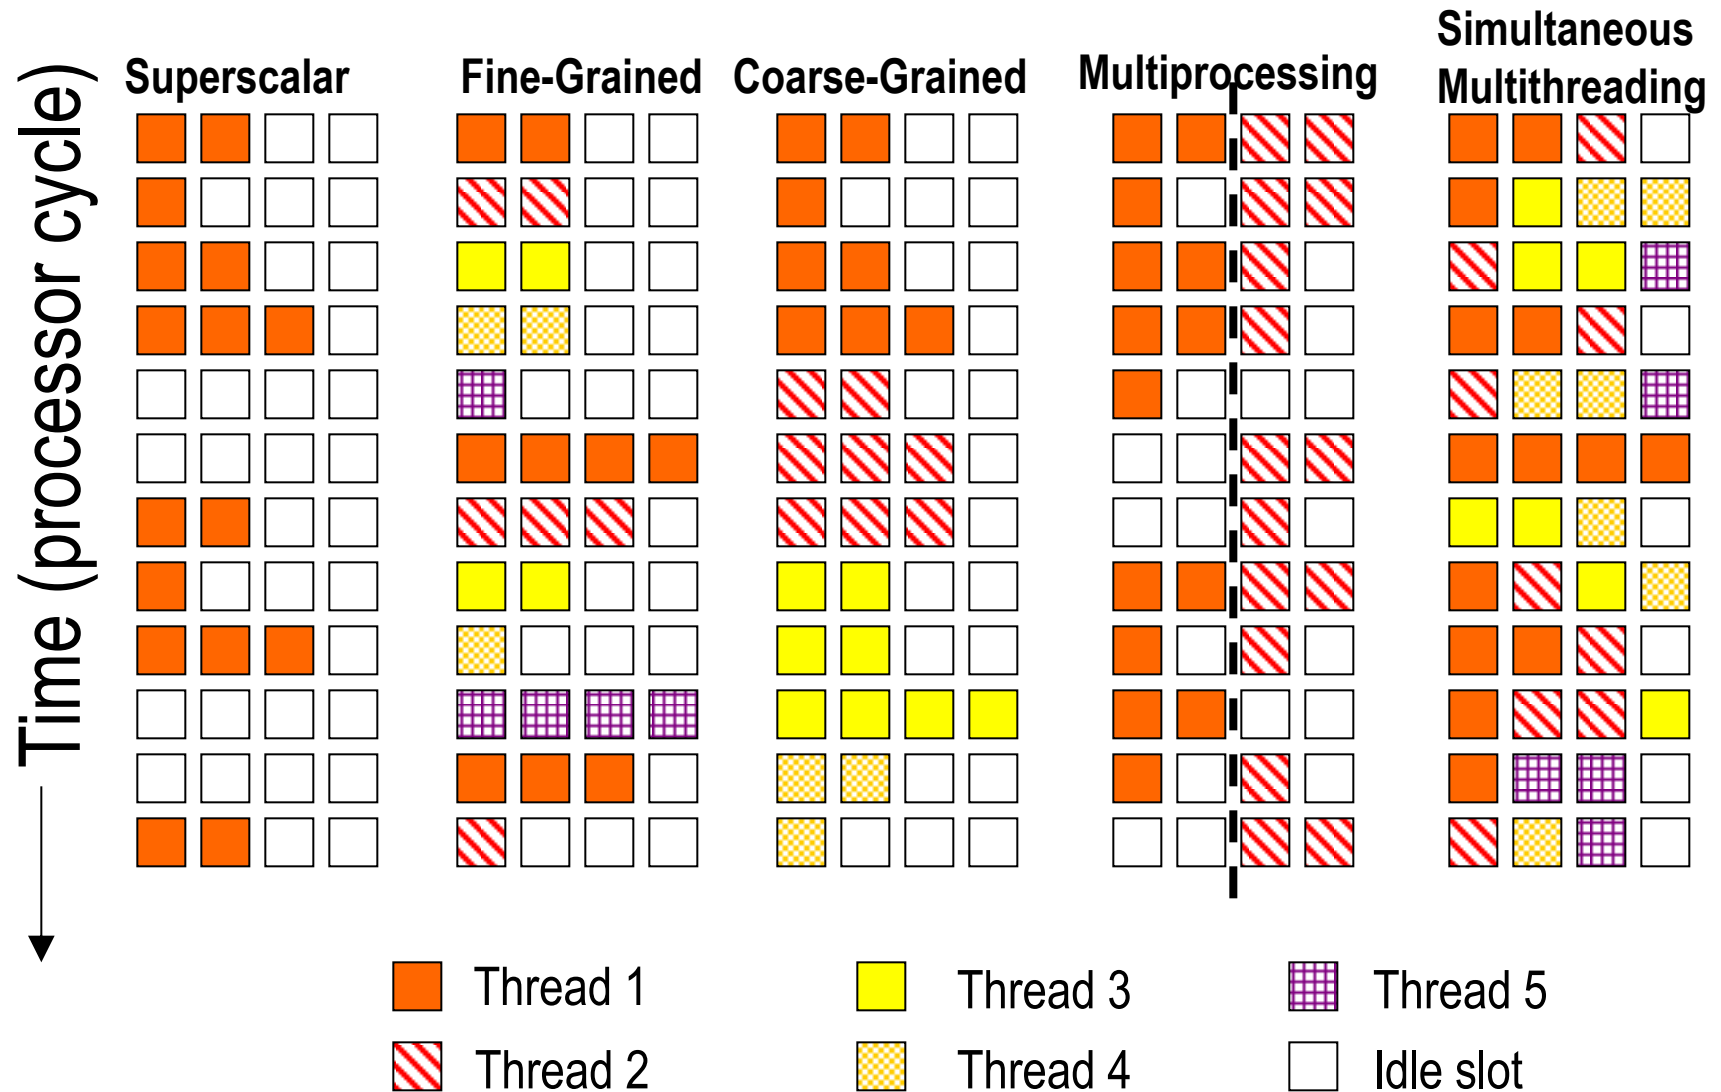 Simultaneous
Multithreading
Superscalar
Fine-Grained
Coarse-Grained
Multiprocessing
Time (processor cycle)
Thread 1
Thread 3
Thread 5
Thread 2
Thread 4
Idle slot